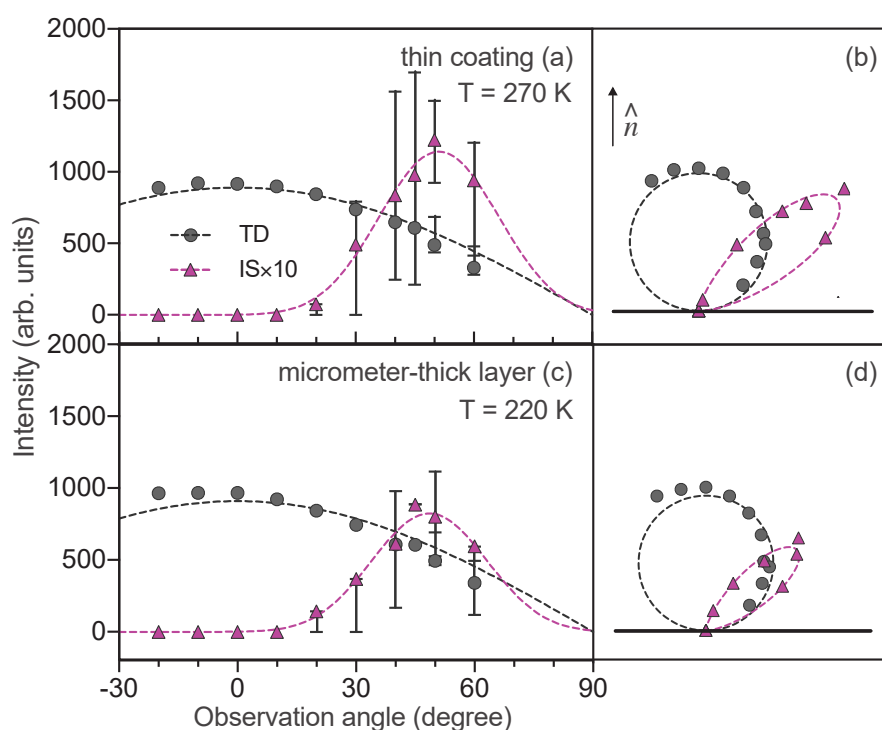 2000
thin coating (a)
T = 270 K
(b)
n̂
1500
1000
500
0
TD
IS×10
Intensity (arb. units)
2000
micrometer-thick layer (c)
T = 220 K
(d)
1500
1000
500
0
-30 0 30 60 90
Observation angle (degree)